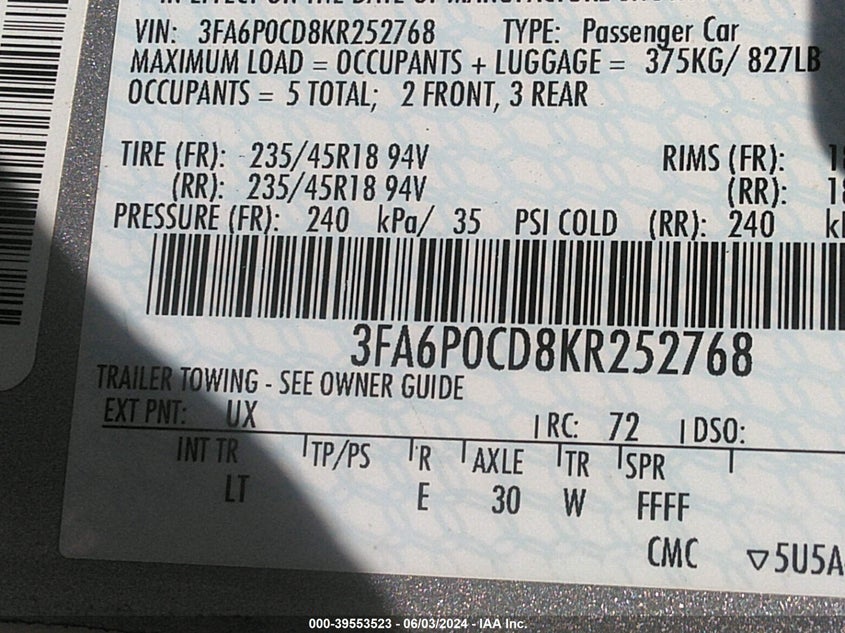 VIN: 3FA6P0CD8KR252768 TYPE: Passenger Car
MAXIMUM LOAD = OCCUPANTS + LUGGAGE = 375KG/ 827LB
OCCUPANTS = 5 TOTAL; 2 FRONT, 3 REAR
TIRE (FR): 235/45R18 94V RIMS (FR):
(RR): 235/45R18 94V (RR):
PRESSURE (FR): 240 kPa/ 35 PSI COLD (RR): 240
3FA6P0CD8KR252768
TRAILER TOWING - SEE OWNER GUIDE
EXT PNT: UX RC: 72 DSO:
INT TR TP/PS R AXLE TR SPR
LT E 30 W FFFF
CMC ▽5U5A
000-39553523 - 06/03/2024 - IAA Inc.